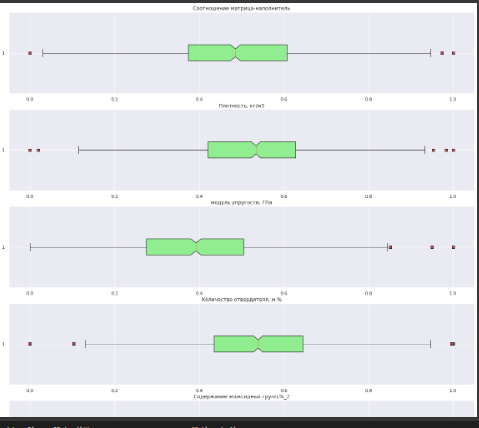 Соотношение матрица-наполнитель
1
0.0 0.2 0.4 0.6 0.8 1.0
Плотность, кг/м3
1
0.0 0.2 0.4 0.6 0.8 1.0
модуль упругости, ГПа
1
0.0 0.2 0.4 0.6 0.8 1.0
Количество отвердителя, м.%
1
0.0 0.2 0.4 0.6 0.8 1.0
Содержание эпоксидных групп,%_2